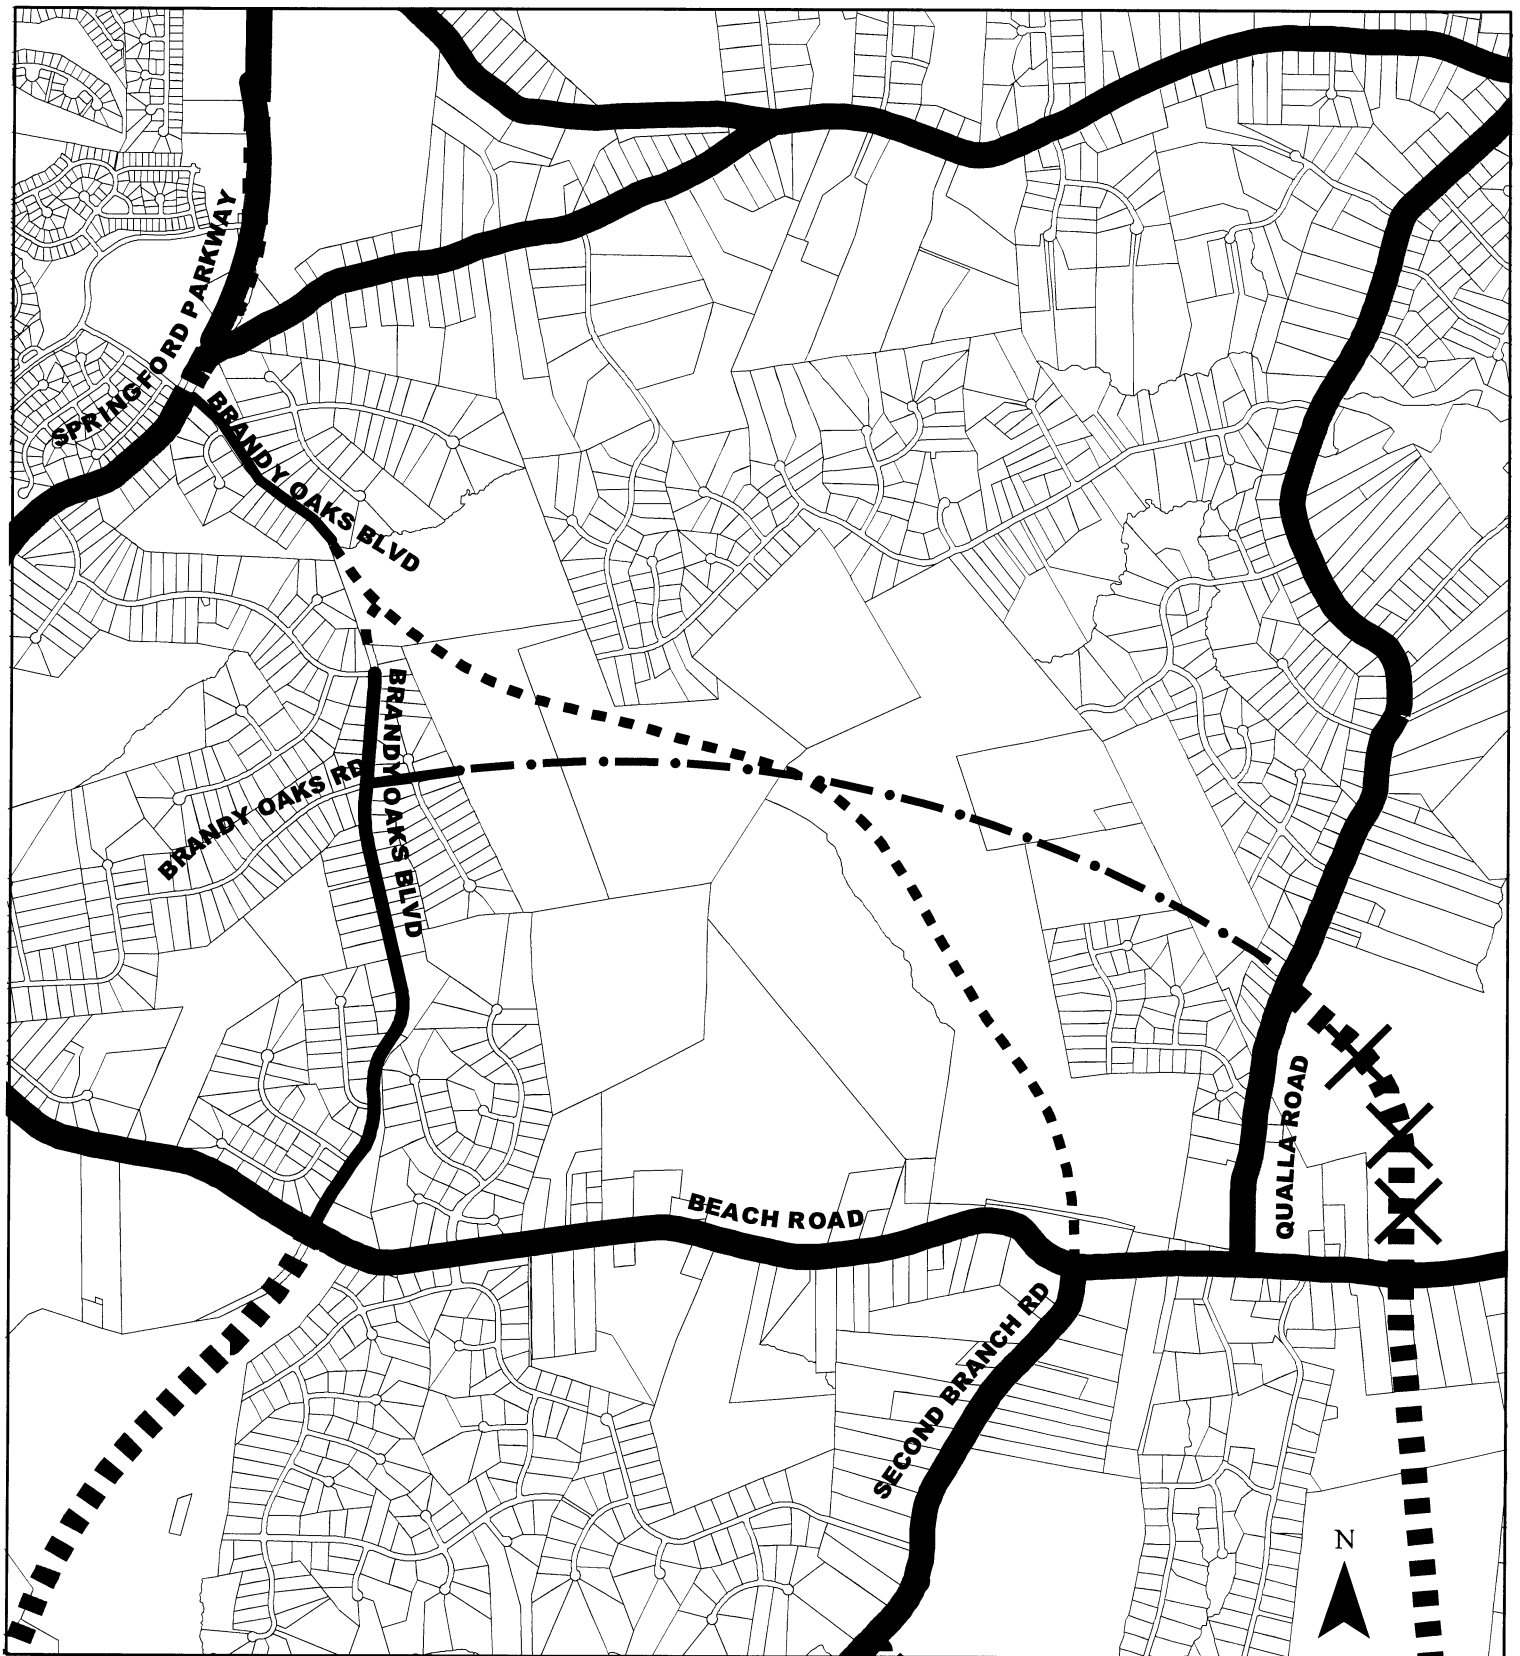 SPRINGFORD PARKWAY
BRANDY OAKS BLVD
BRANDY OAKS BLVD
BRANDY OAKS RD
BEACH ROAD
QUALLA ROAD
SECOND BRANCH RD
N